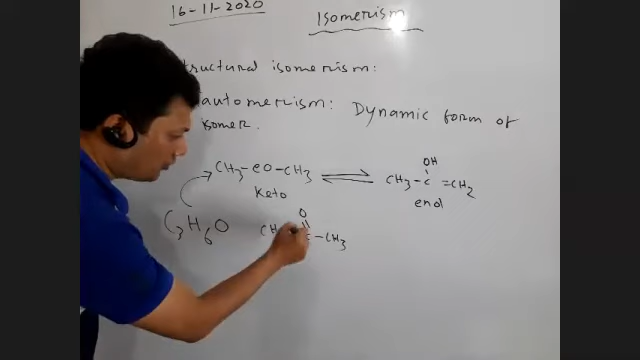 16-11-2020
Isomerism
tructural isomerism:
automerism: Dynamic form of
somer.
OH
CH3-CO-CH3 ⇌ CH3-C=CH2
Keto
enol
O
C3H6O CH C-CH3